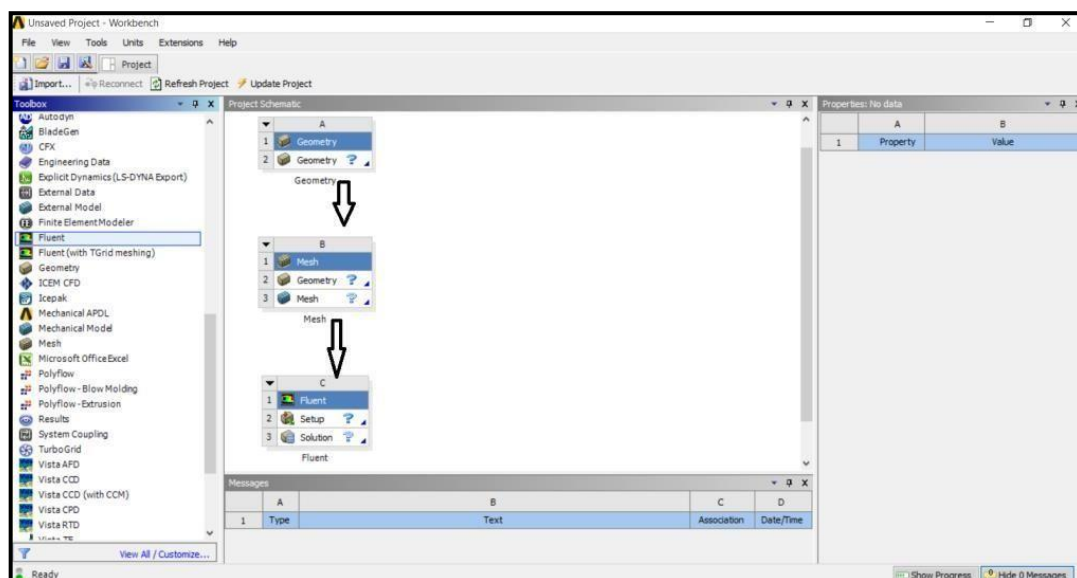 Unsaved Project - Workbench
File View Tools Units Extensions Help
Project
Import... Reconnect Refresh Project Update Project
Toolbox
Autodyn
BladeGen
CFX
Engineering Data
Explicit Dynamics (LS-DYNA Export)
External Data
External Model
Finite Element Modeler
Fluent
Fluent (with TGrid meshing)
Geometry
ICEM CFD
Icepak
Mechanical APDL
Mechanical Model
Mesh
Microsoft Office Excel
Polyflow
Polyflow - Blow Molding
Polyflow - Extrusion
Results
System Coupling
TurboGrid
Vista AFD
Vista CCD
Vista CCD (with CCM)
Vista CPD
Vista RTD
View All / Customize...
Project Schematic
A
1 Geometry
2 Geometry ?
Geometry
B
1 Mesh
2 Geometry ?
3 Mesh ?
Mesh
C
1 Fluent
2 Setup ?
3 Solution ?
Fluent
Messages
A B C D
1 Type Text Association Date/Time
Properties: No data
A B
1 Property Value
Ready
Show Progress Hide 0 Messages